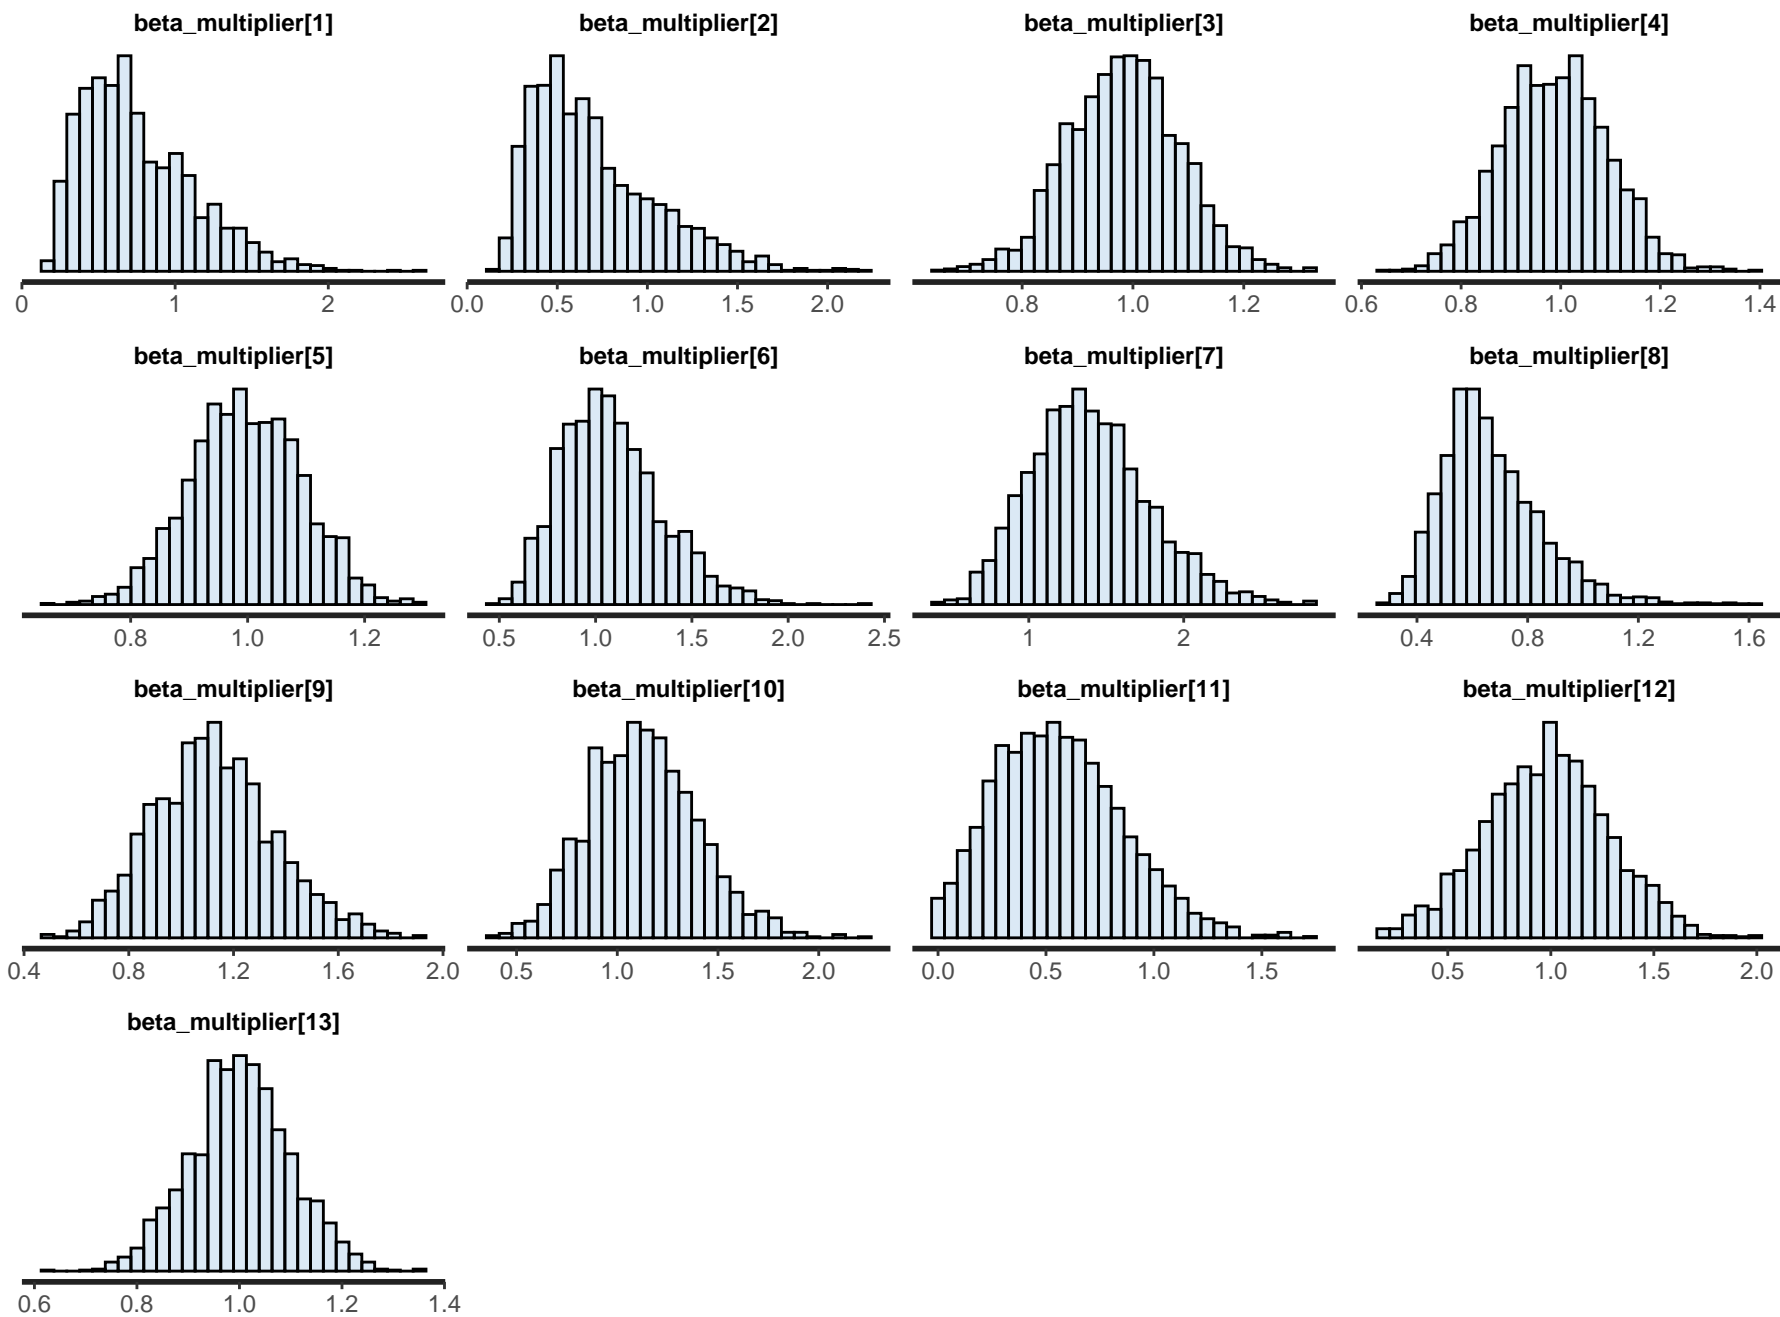 beta_multiplier[1] beta_multiplier[2] beta_multiplier[3] beta_multiplier[4]
0 1 2 0.0 0.5 1.0 1.5 2.0 0.8 1.0 1.2 0.6 0.8 1.0 1.2 1.4
beta_multiplier[5] beta_multiplier[6] beta_multiplier[7] beta_multiplier[8]
0.8 1.0 1.2 0.5 1.0 1.5 2.0 2.5 1 2 0.4 0.8 1.2 1.6
beta_multiplier[9] beta_multiplier[10] beta_multiplier[11] beta_multiplier[12]
0.4 0.8 1.2 1.6 2.0 0.5 1.0 1.5 2.0 0.0 0.5 1.0 1.5 0.5 1.0 1.5 2.0
beta_multiplier[13]
0.6 0.8 1.0 1.2 1.4